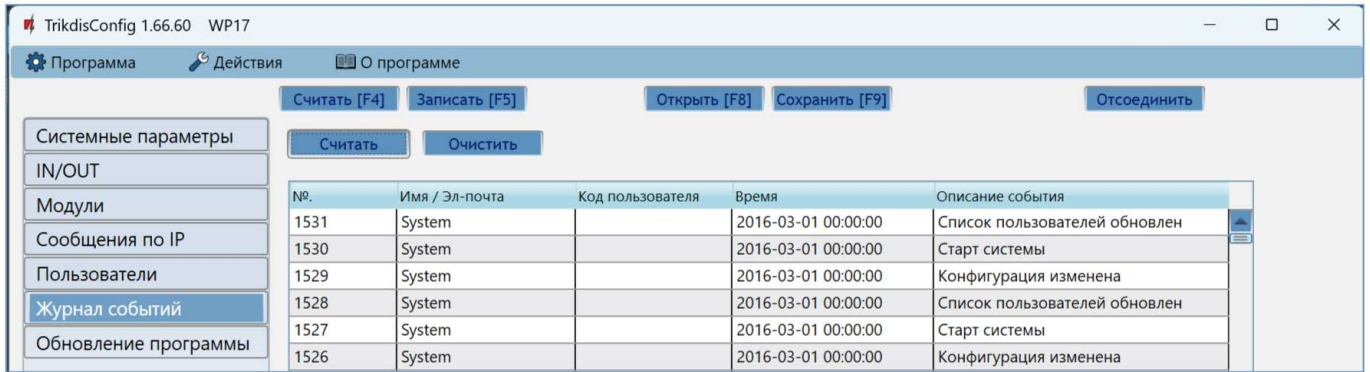 TrikdisConfig 1.66.60 WP17
Программа Действия О программе
Считать [F4] Записать [F5] Открыть [F8] Сохранить [F9] Отсоединить
Системные параметры
IN/OUT
Модули
Сообщения по IP
Пользователи
Журнал событий
Обновление программы
Считать Очистить
№. Имя / Эл-почта Код пользователя Время Описание события
1531 System 2016-03-01 00:00:00 Список пользователей обновлен
1530 System 2016-03-01 00:00:00 Старт системы
1529 System 2016-03-01 00:00:00 Конфигурация изменена
1528 System 2016-03-01 00:00:00 Список пользователей обновлен
1527 System 2016-03-01 00:00:00 Старт системы
1526 System 2016-03-01 00:00:00 Конфигурация изменена